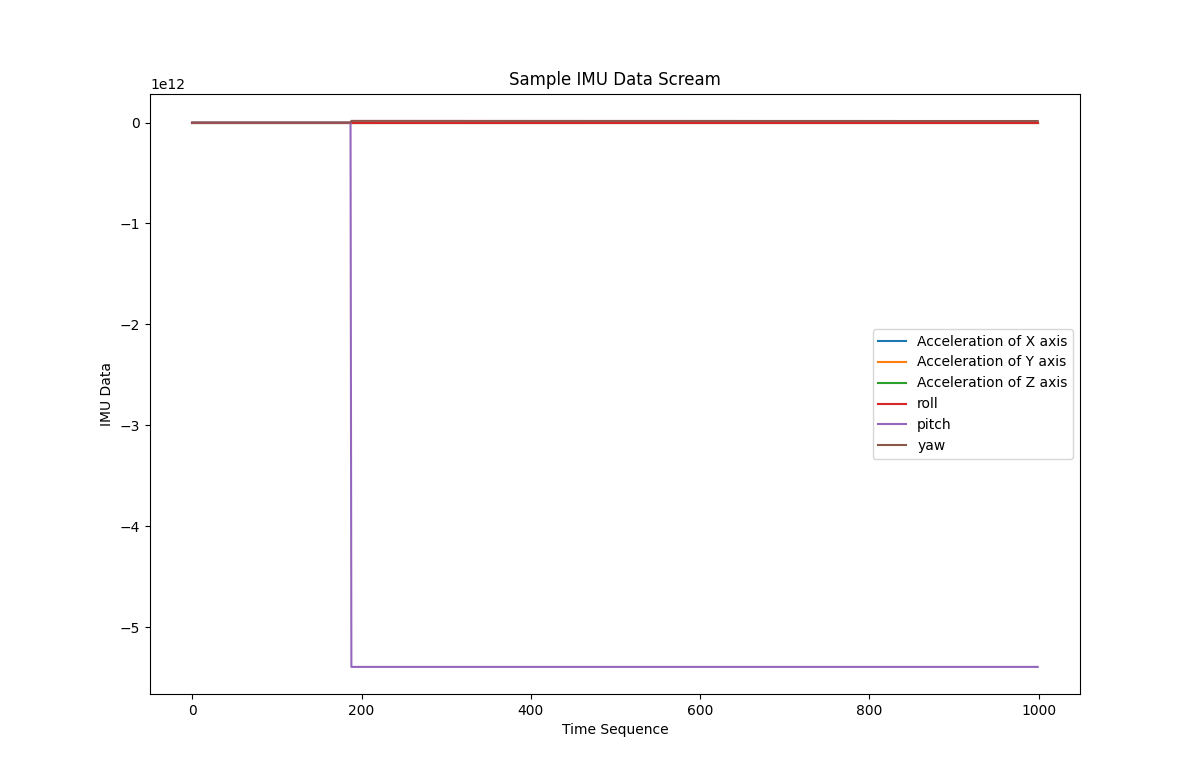 Sample IMU Data Scream
1e12
0
−1
−2
−3
−4
−5
IMU Data
Acceleration of X axis
Acceleration of Y axis
Acceleration of Z axis
roll
pitch
yaw
0 200 400 600 800 1000
Time Sequence